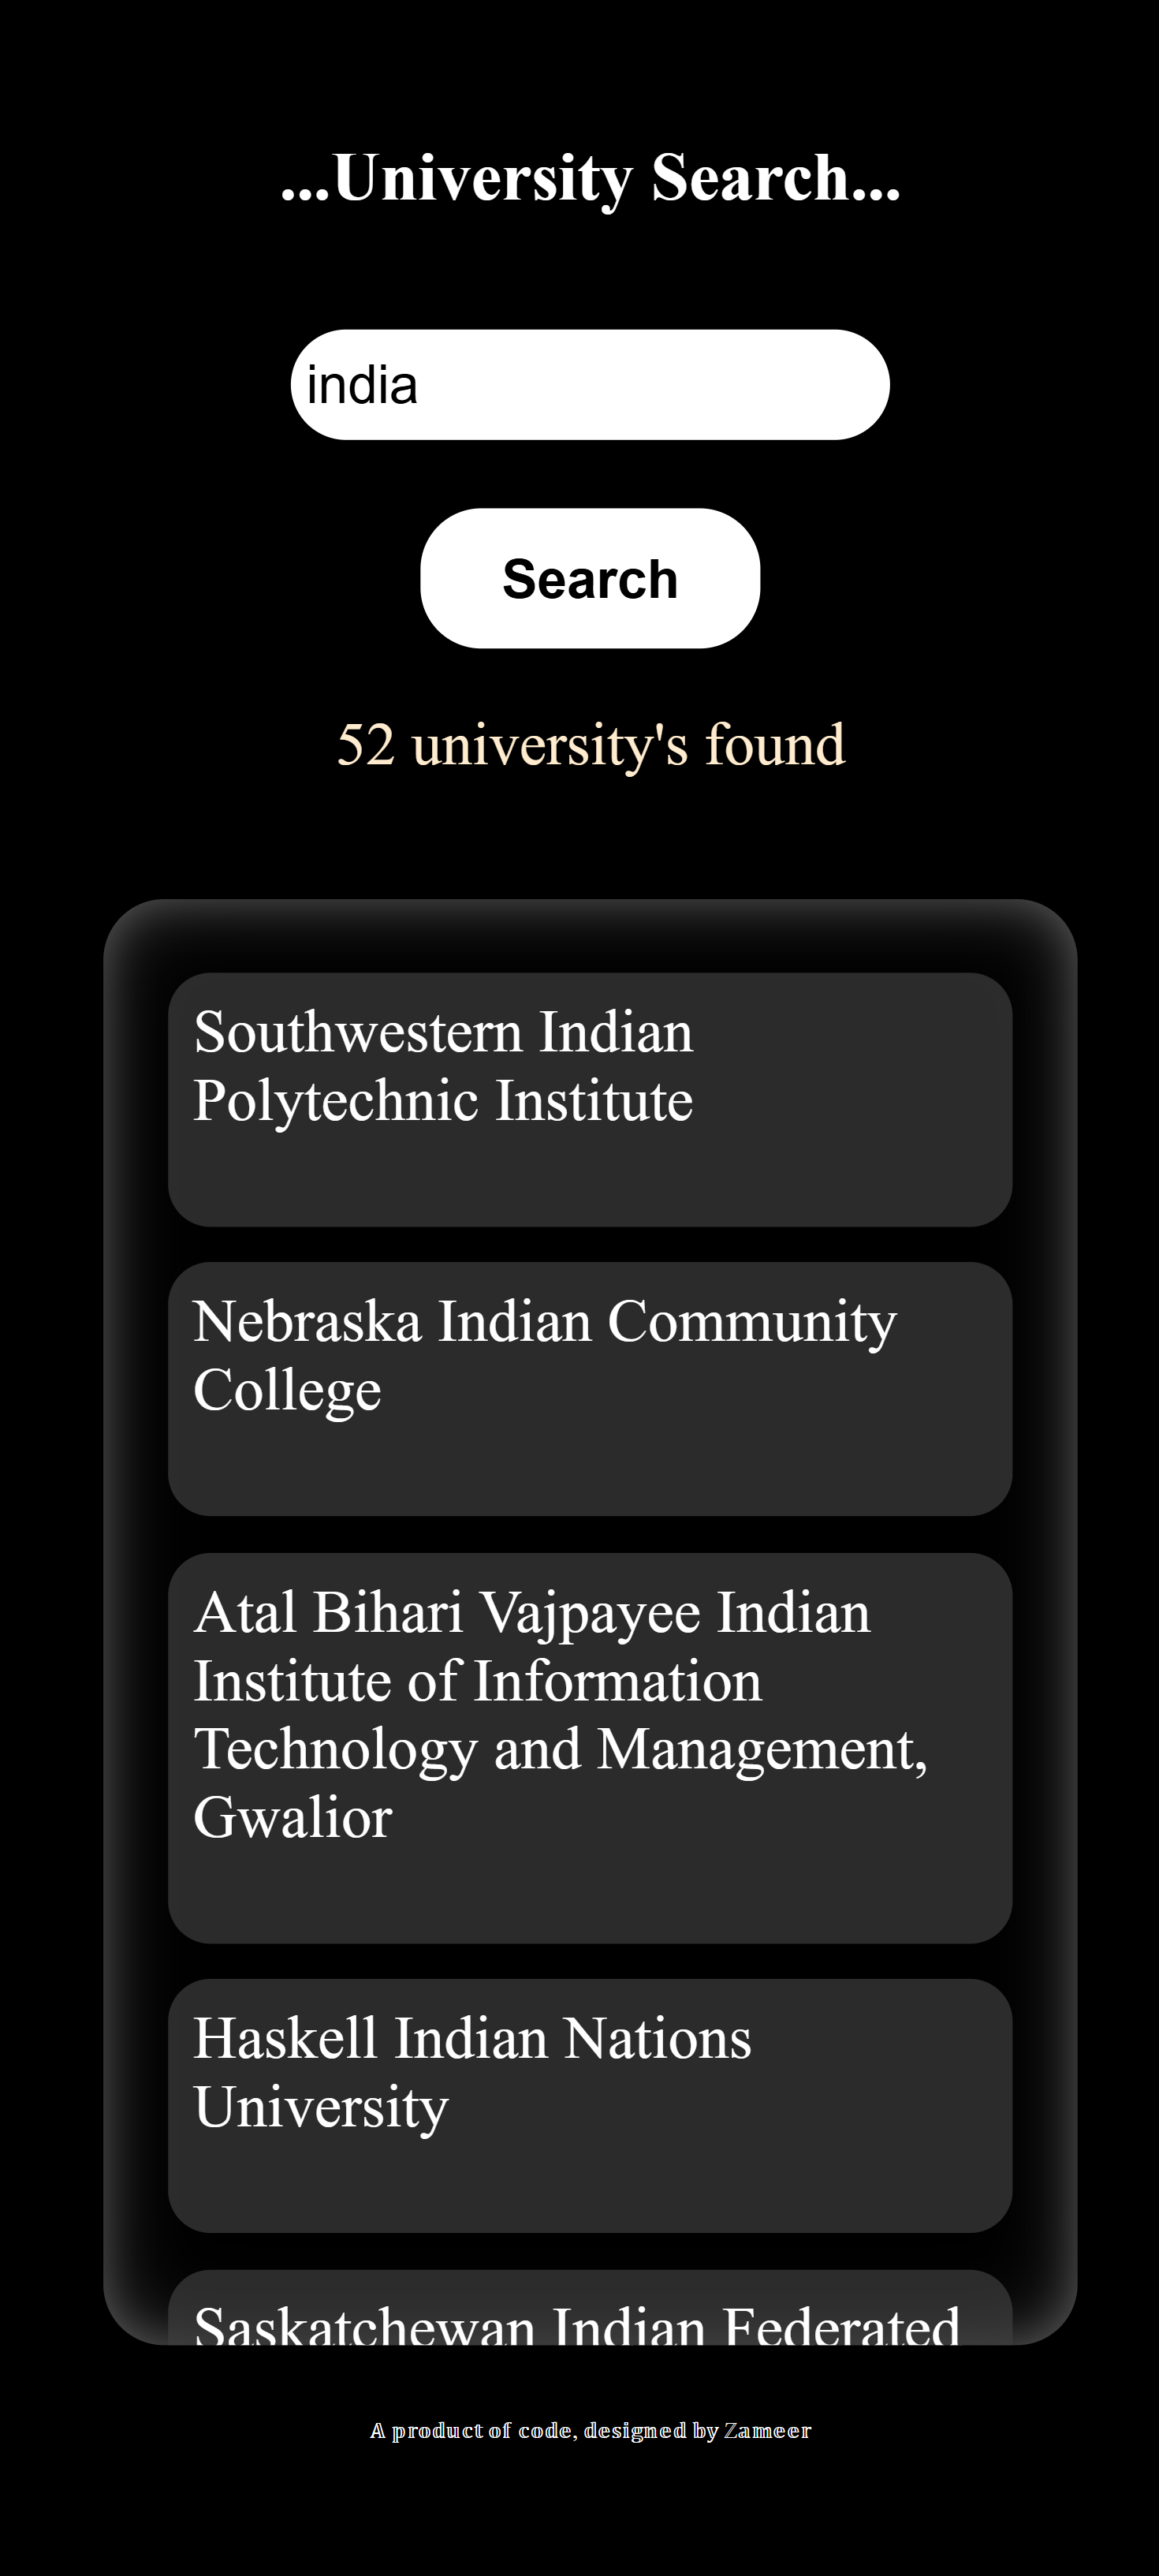 ...University Search...
india
Search
52 university's found
Southwestern Indian
Polytechnic Institute
Nebraska Indian Community
College
Atal Bihari Vajpayee Indian
Institute of Information
Technology and Management,
Gwalior
Haskell Indian Nations
University
Saskatchewan Indian Federated
A product of code, designed by Zameer